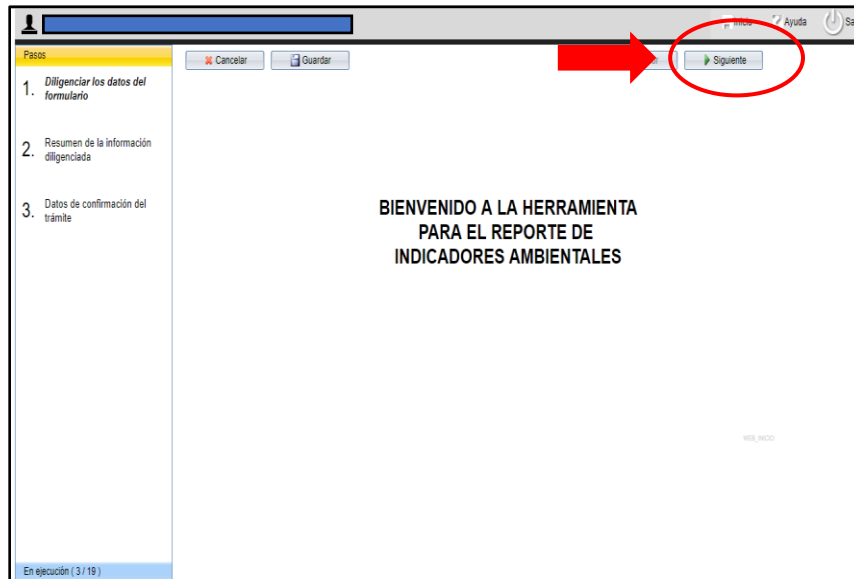 Inicio Ayuda
Pasos
Cancelar Guardar Siguiente
1. Diligenciar los datos del
formulario
2. Resumen de la información
diligenciada
3. Datos de confirmación del
trámite
BIENVENIDO A LA HERRAMIENTA
PARA EL REPORTE DE
INDICADORES AMBIENTALES
WEB_INICIO
En ejecución ( 3 / 19 )